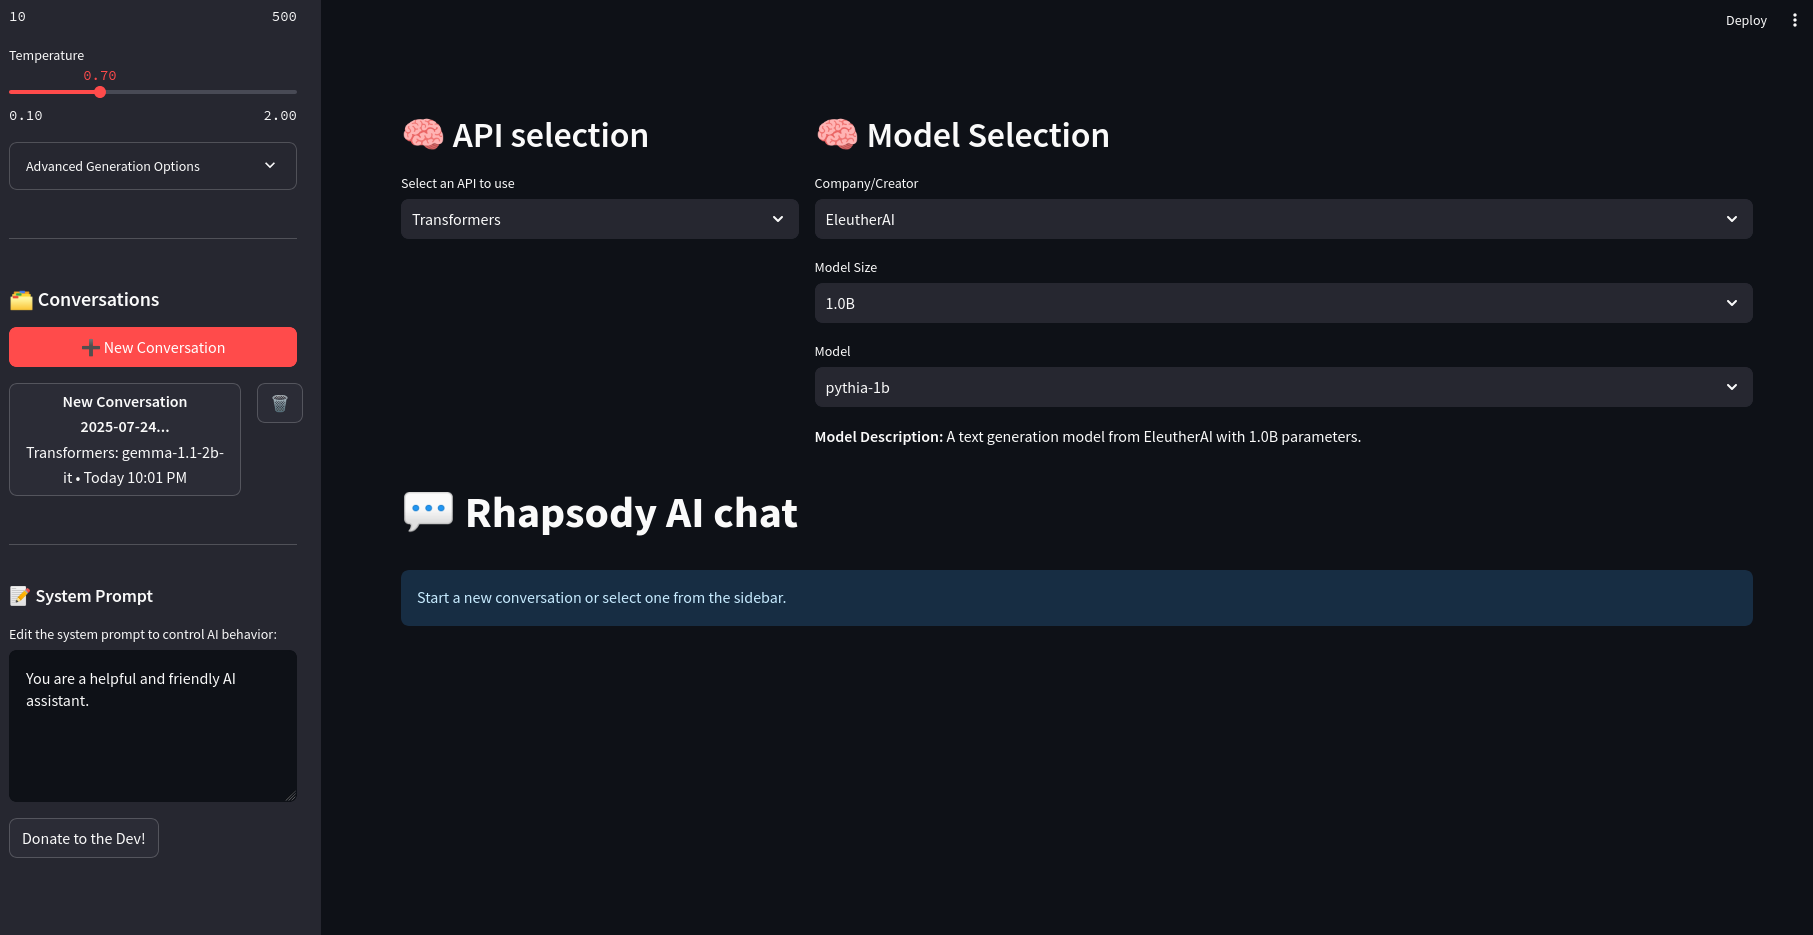 10 500
Temperature
0.70
0.10 2.00
Advanced Generation Options
Conversations
New Conversation
New Conversation
2025-07-24...
Transformers: gemma-1.1-2b-
it • Today 10:01 PM
System Prompt
Edit the system prompt to control AI behavior:
You are a helpful and friendly AI
assistant.
Donate to the Dev!
Deploy
API selection
Select an API to use
Transformers
Model Selection
Company/Creator
EleutherAI
Model Size
1.0B
Model
pythia-1b
Model Description: A text generation model from EleutherAI with 1.0B parameters.
Rhapsody AI chat
Start a new conversation or select one from the sidebar.